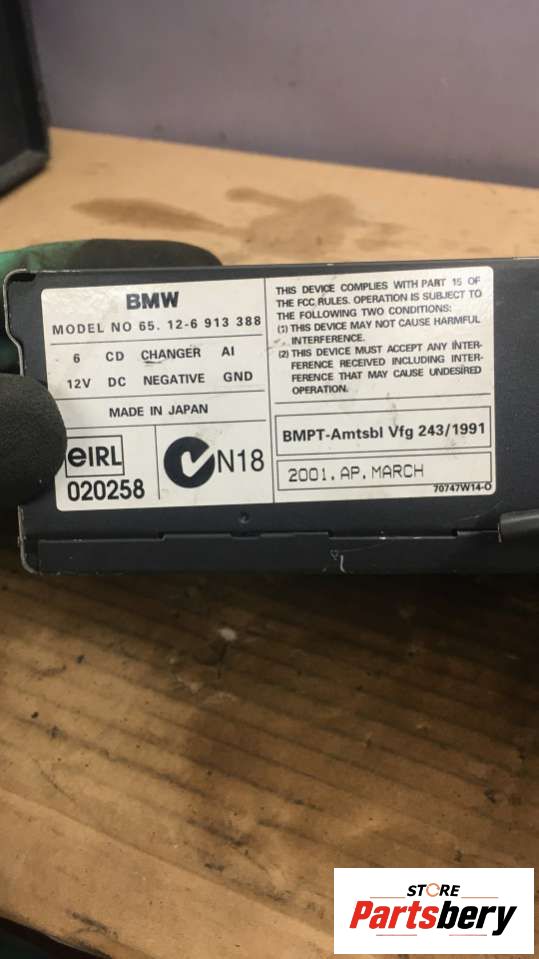 BMW
MODEL NO 65. 12-6 913 388
6 CD CHANGER AI
12V DC NEGATIVE GND
MADE IN JAPAN
eIRL
020258
N18
THIS DEVICE COMPLIES WITH PART 15 OF
THE FCC RULES. OPERATION IS SUBJECT TO
THE FOLLOWING TWO CONDITIONS:
(1) THIS DEVICE MAY NOT CAUSE HARMFUL
INTERFERENCE.
(2) THIS DEVICE MUST ACCEPT ANY INTER-
FERENCE RECEIVED INCLUDING INTER-
FERENCE THAT MAY CAUSE UNDESIRED
OPERATION.
BMPT-Amtsbl Vfg 243/1991
2001. AP. MARCH
70747W14-O
STORE
Partsbery